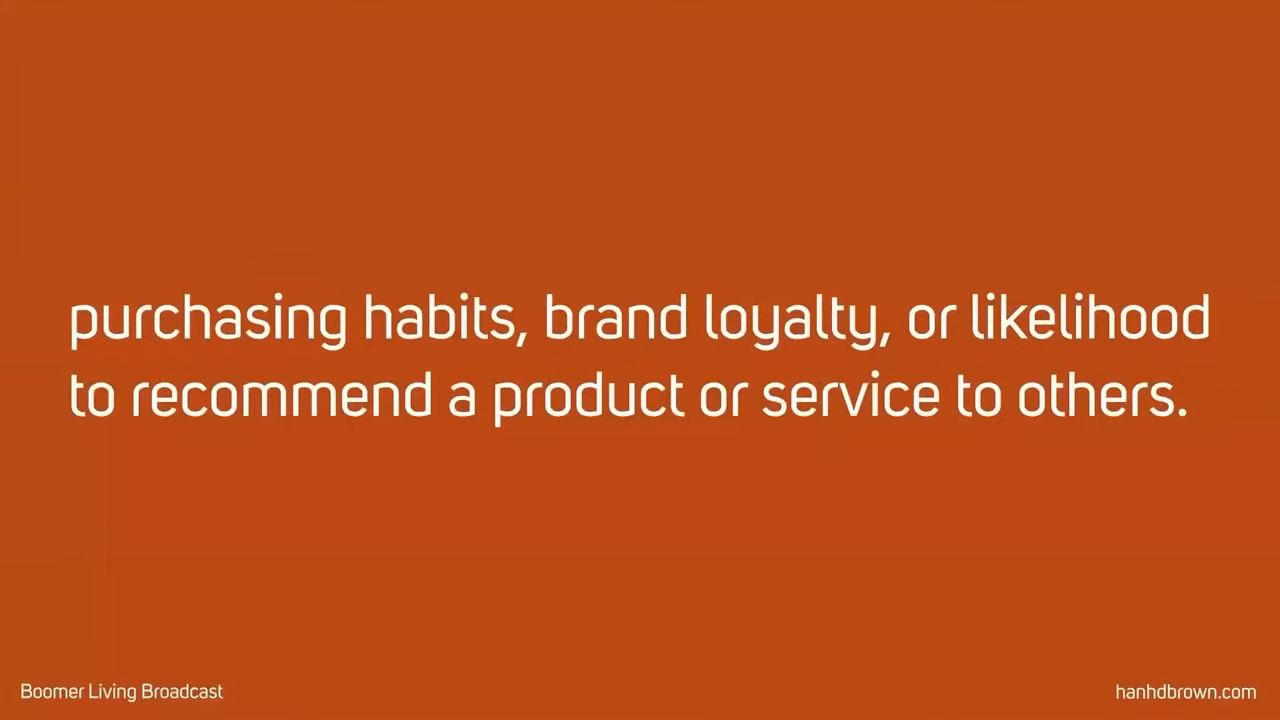 purchasing habits, brand loyalty, or likelihood
to recommend a product or service to others.
Boomer Living Broadcast
hanhdbrown.com